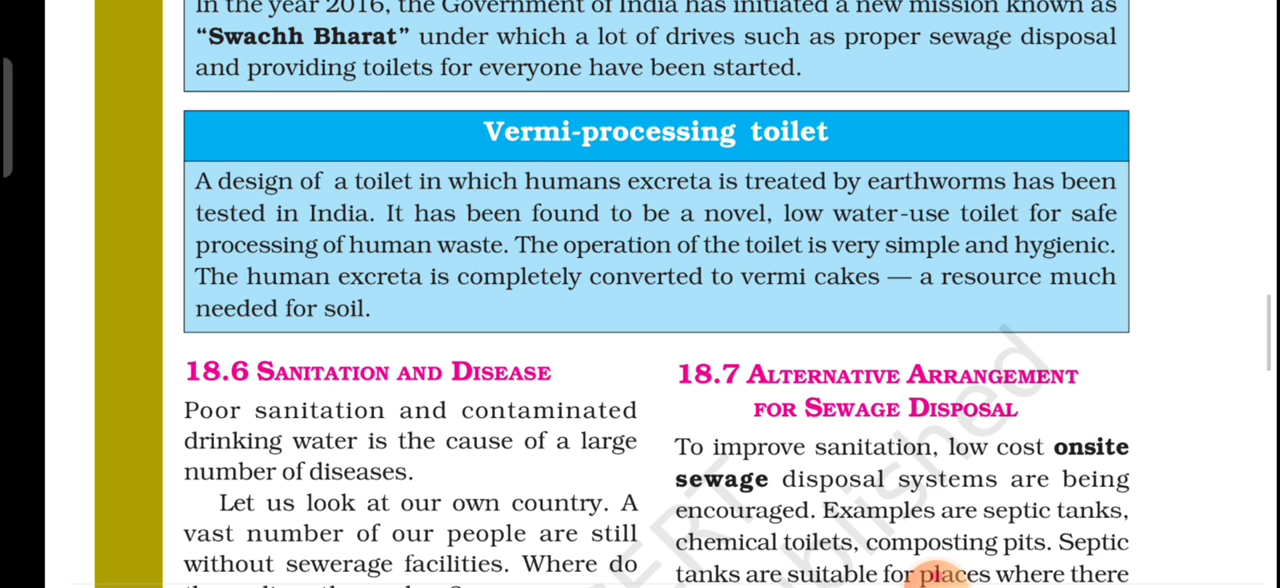 In the year 2016, the Government of India has initiated a new mission known as
“Swachh Bharat” under which a lot of drives such as proper sewage disposal
and providing toilets for everyone have been started.
Vermi-processing toilet
A design of a toilet in which humans excreta is treated by earthworms has been
tested in India. It has been found to be a novel, low water-use toilet for safe
processing of human waste. The operation of the toilet is very simple and hygienic.
The human excreta is completely converted to vermi cakes — a resource much
needed for soil.
18.6 SANITATION AND DISEASE
Poor sanitation and contaminated
drinking water is the cause of a large
number of diseases.
Let us look at our own country. A
vast number of our people are still
without sewerage facilities. Where do
18.7 ALTERNATIVE ARRANGEMENT
FOR SEWAGE DISPOSAL
To improve sanitation, low cost onsite
sewage disposal systems are being
encouraged. Examples are septic tanks,
chemical toilets, composting pits. Septic
tanks are suitable for places where there